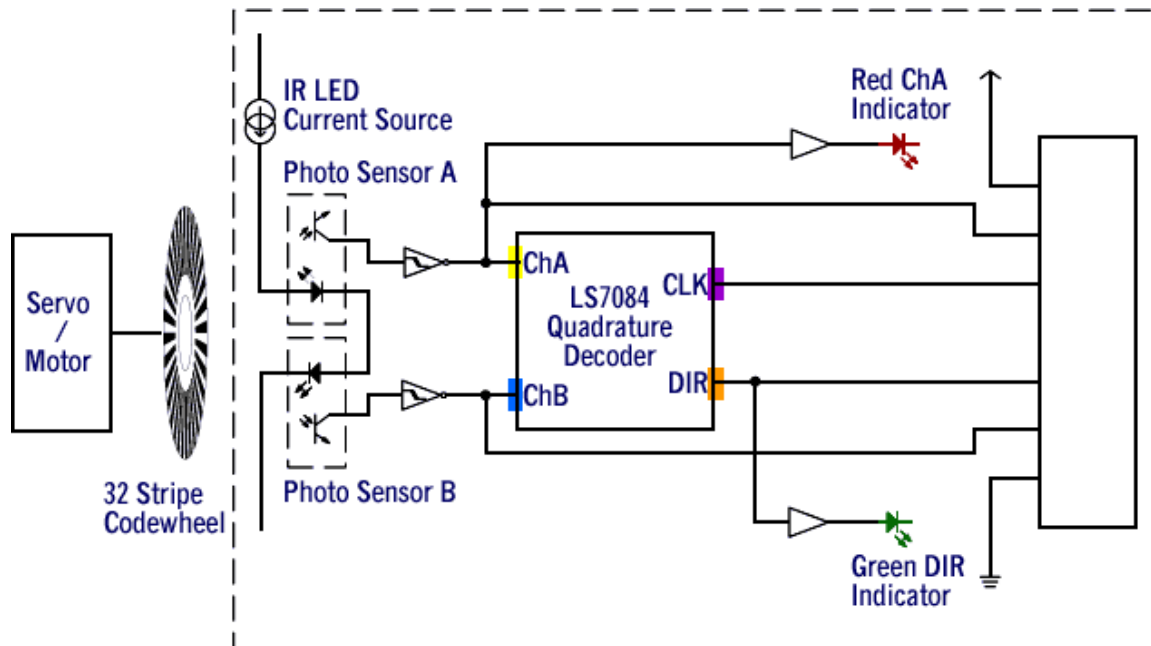 IR LED
Current Source
Red ChA
Indicator
Photo Sensor A
Servo
/
Motor
ChA
CLK
LS7084
Quadrature
Decoder
DIR
ChB
32 Stripe
Codewheel
Photo Sensor B
Green DIR
Indicator